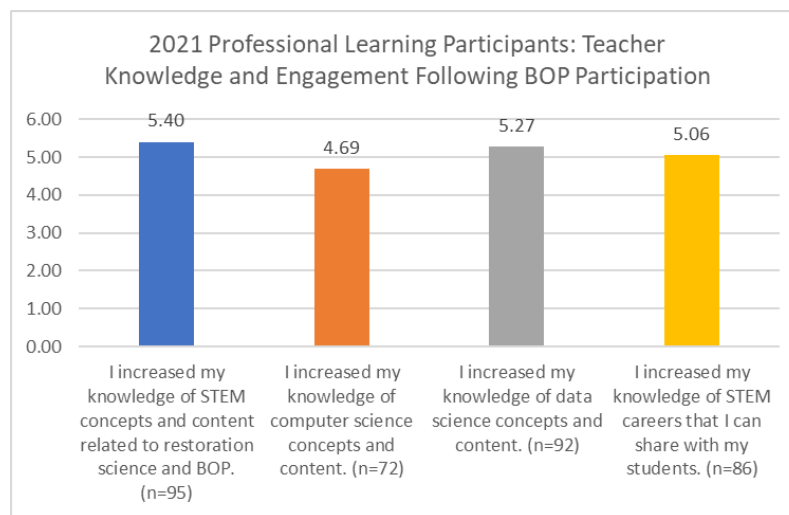 2021 Professional Learning Participants: Teacher
Knowledge and Engagement Following BOP Participation
6.00
5.00
4.00
3.00
2.00
1.00
0.00
5.40
4.69
5.27
5.06
I increased my
knowledge of STEM
concepts and content
related to restoration
science and BOP.
(n=95)
I increased my
knowledge of
computer science
concepts and
content. (n=72)
I increased my
knowledge of data
science concepts and
content. (n=92)
I increased my
knowledge of STEM
careers that I can
share with my
students. (n=86)